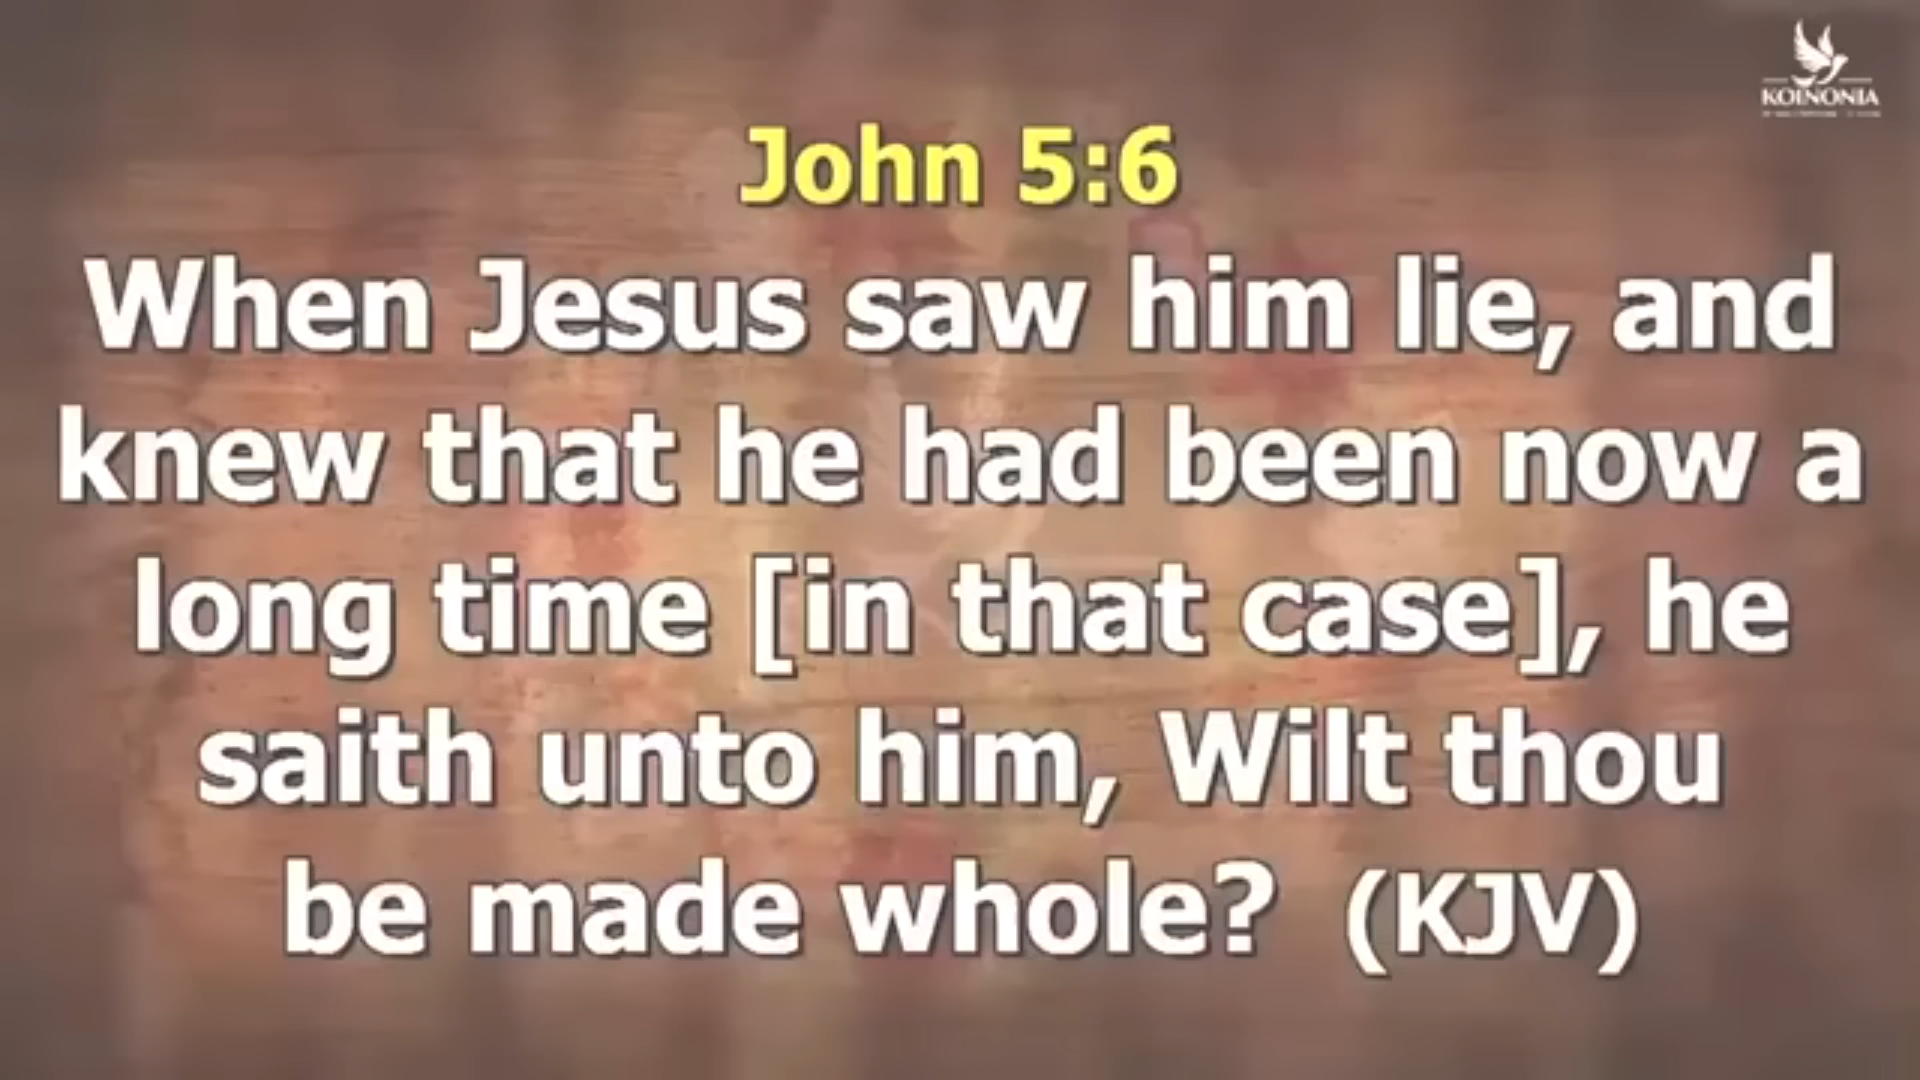 KOINONIA
John 5:6
When Jesus saw him lie, and
knew that he had been now a
long time [in that case], he
saith unto him, Wilt thou
be made whole? (KJV)